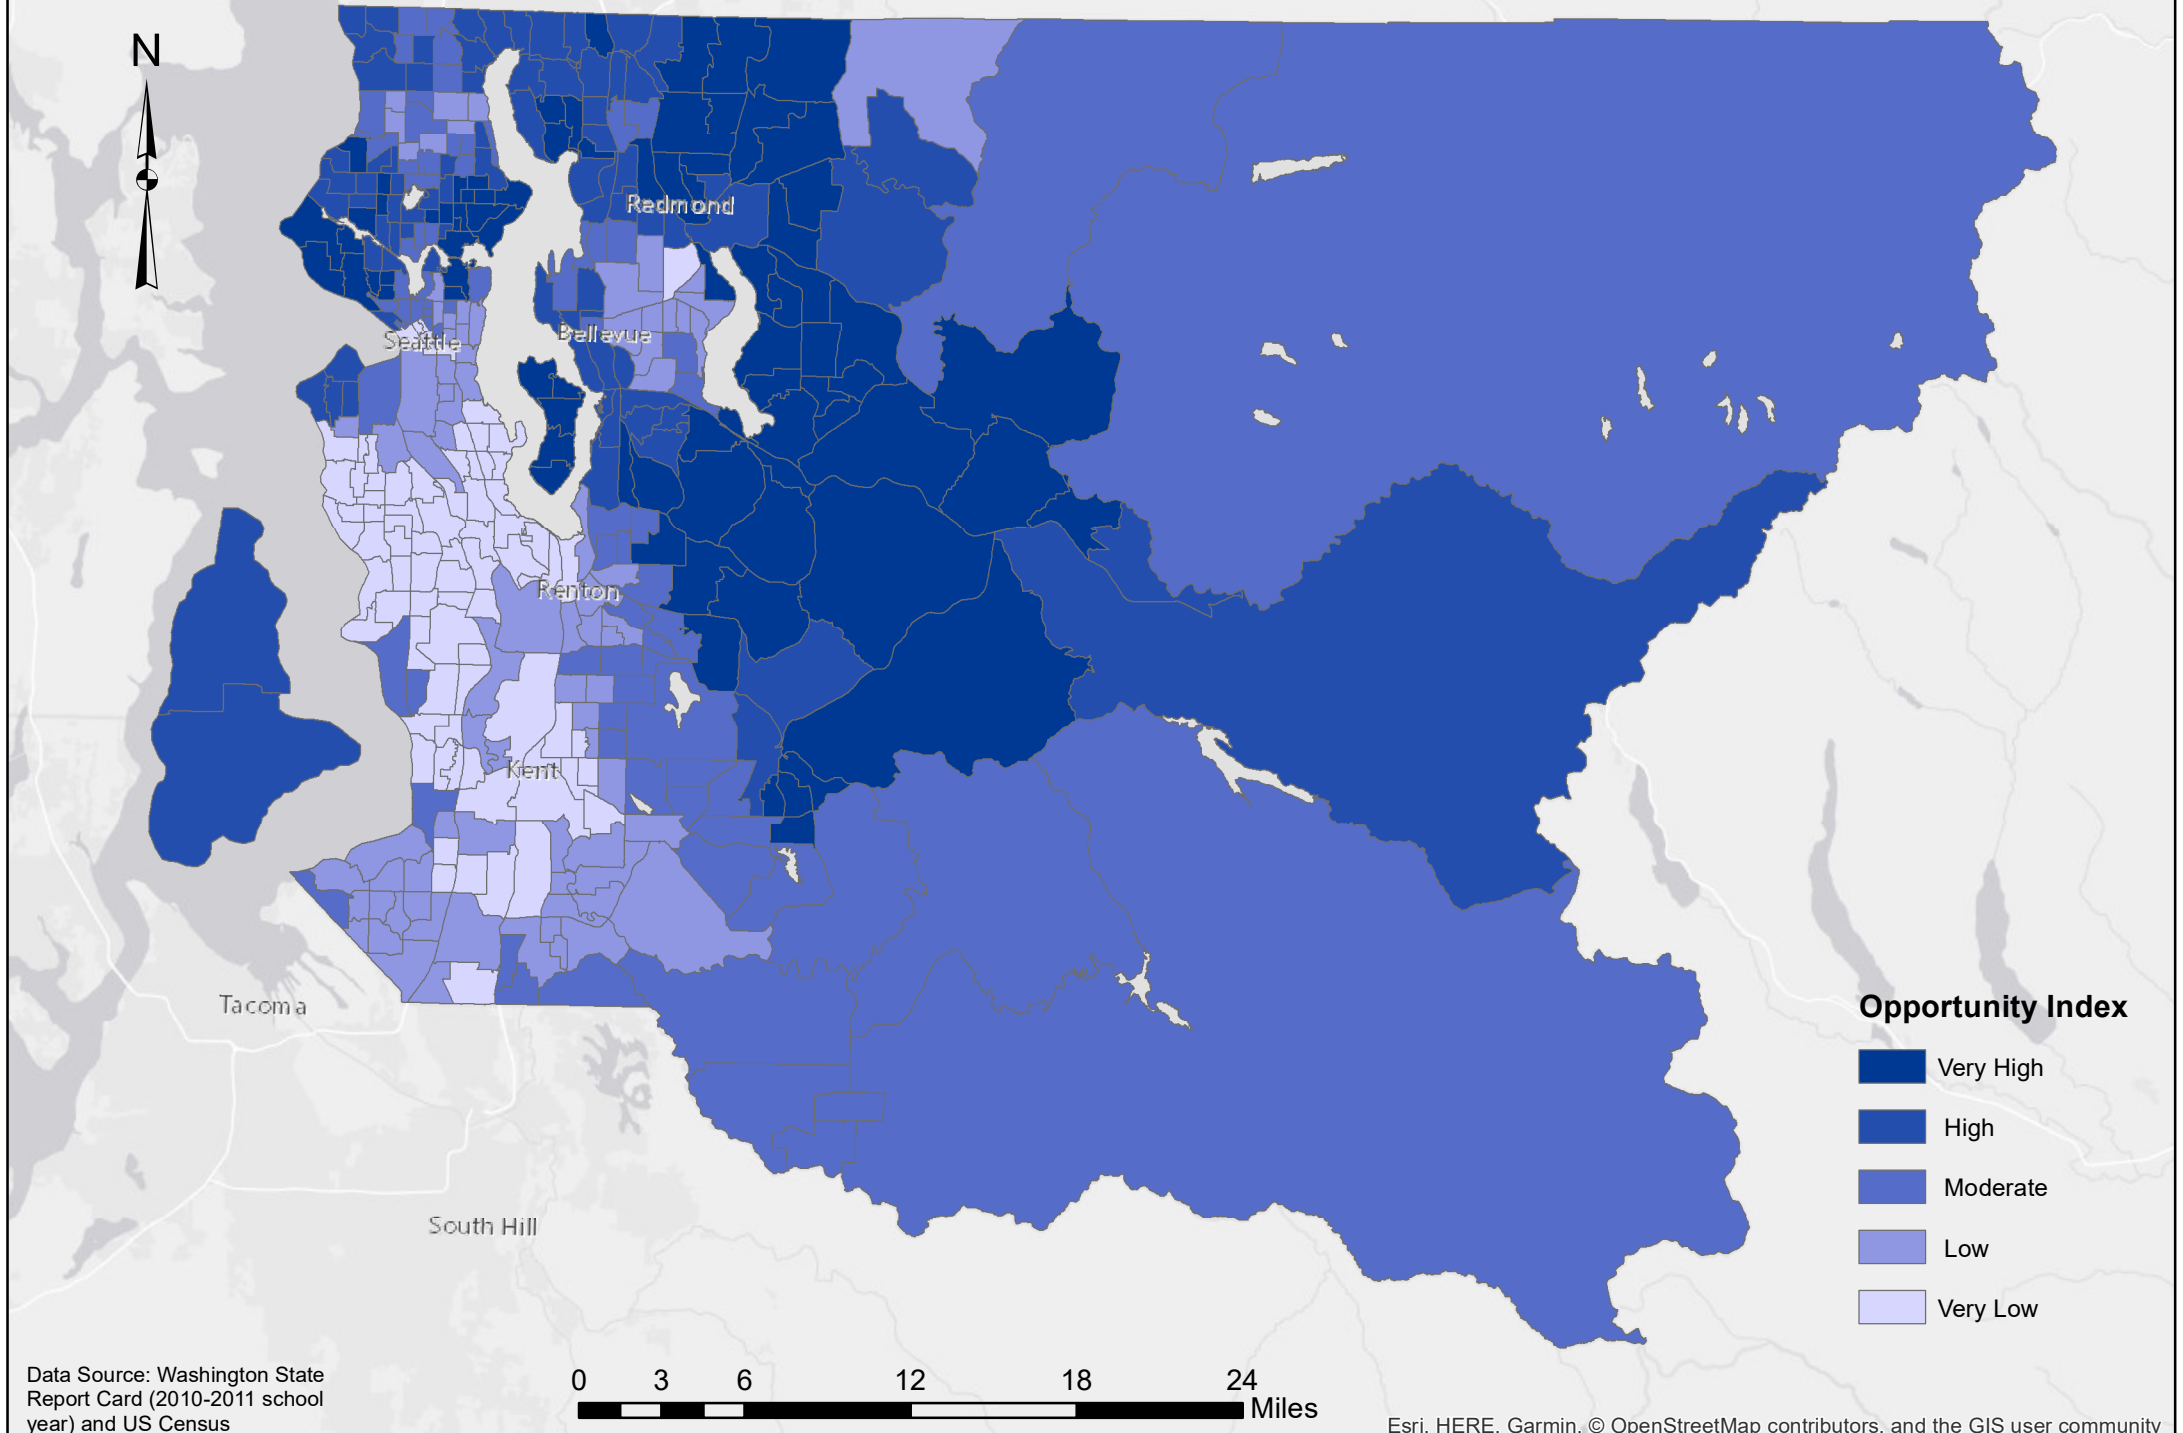 N
Redmond
Seattle
Bellevue
Renton
Kent
Tacoma
South Hill
Opportunity Index
Very High
High
Moderate
Low
Very Low
Data Source: Washington State
Report Card (2010-2011 school
year) and US Census
0 3 6 12 18 24
Miles
Esri, HERE, Garmin, © OpenStreetMap contributors, and the GIS user community